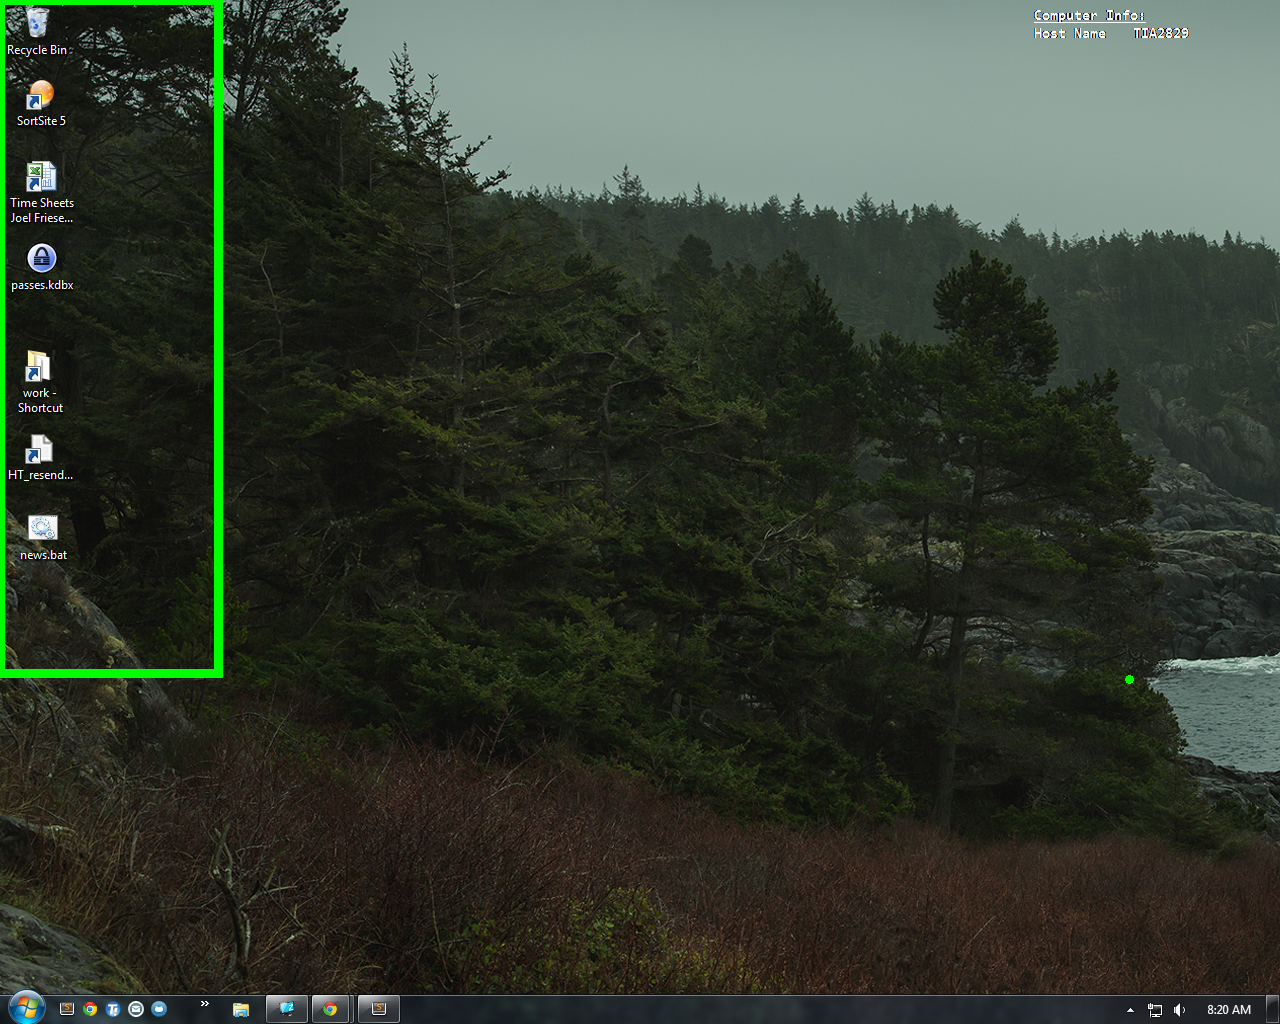 Computer Info:
Host Name TIA2829
Recycle Bin
SortSite 5
Time Sheets
Joel Friese...
passes.kdbx
work -
Shortcut
HT_resend...
news.bat
8:20 AM